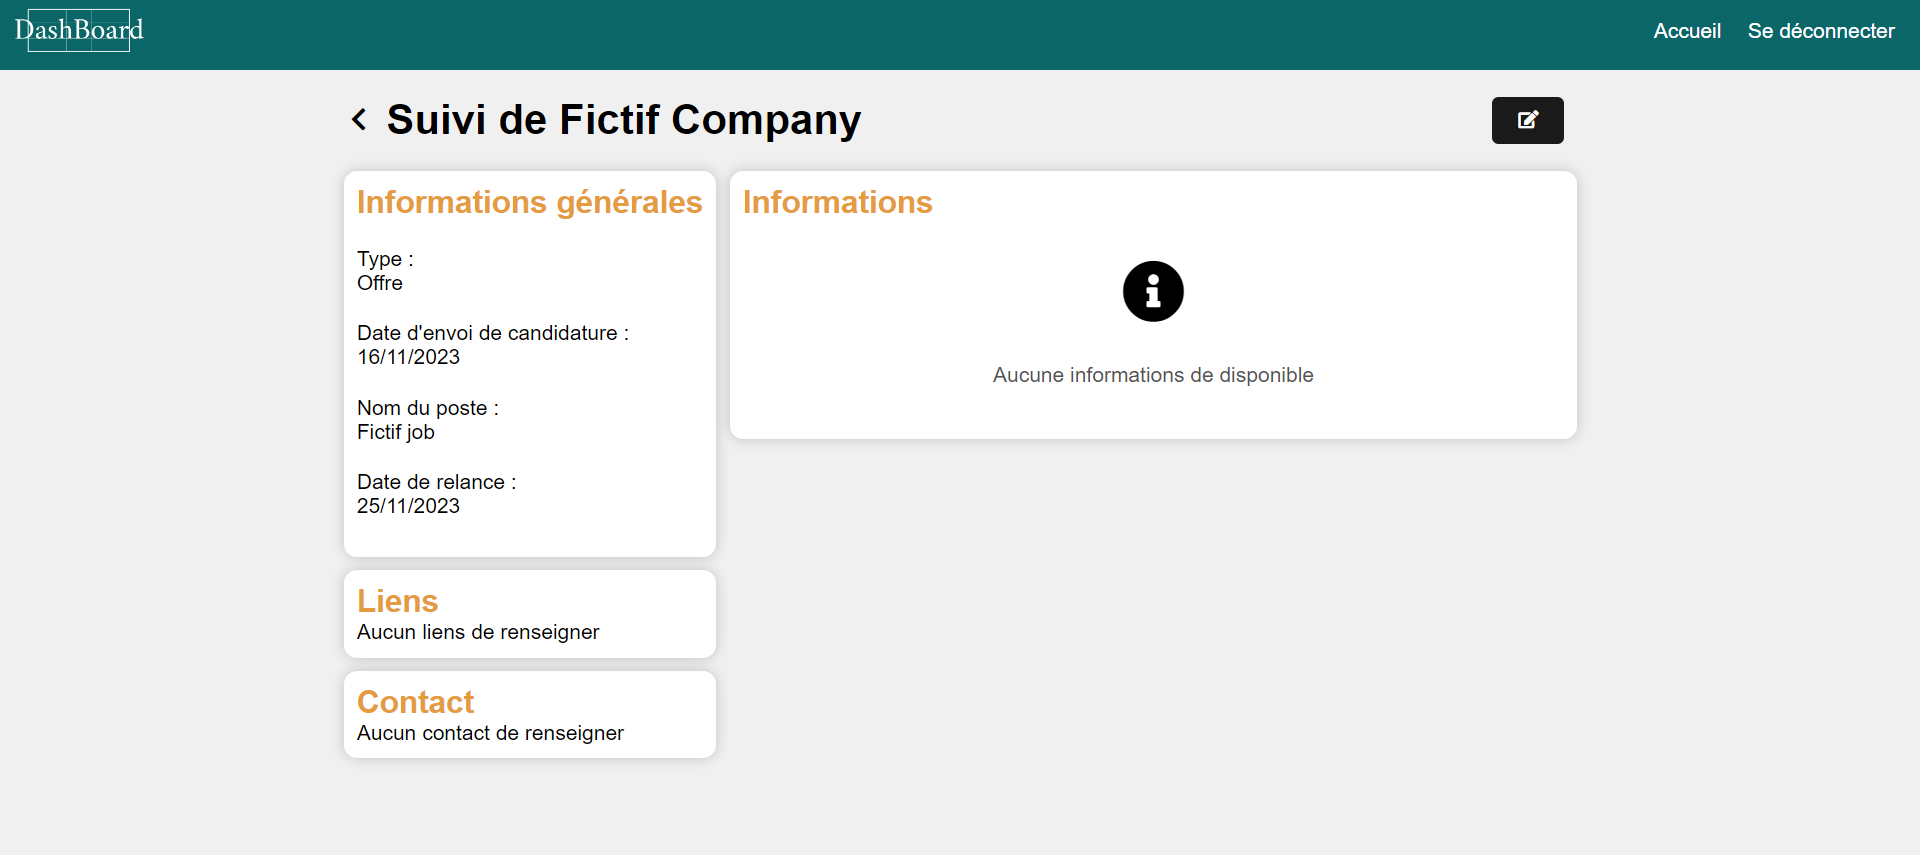 DashBoard
Accueil
Se déconnecter
Suivi de Fictif Company
Informations générales
Type :
Offre
Date d'envoi de candidature :
16/11/2023
Nom du poste :
Fictif job
Date de relance :
25/11/2023
Liens
Aucun liens de renseigner
Contact
Aucun contact de renseigner
Informations
Aucune informations de disponible